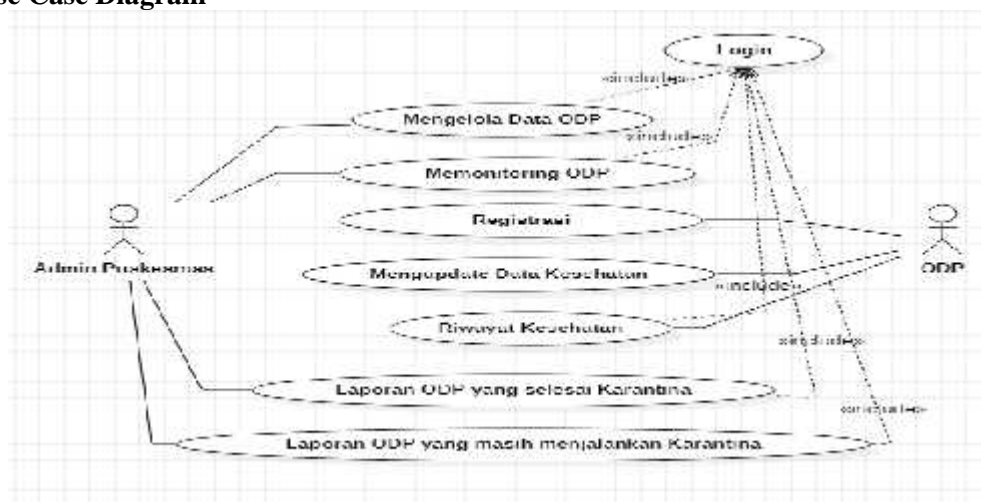 se Case Diagram
Login
«include»
Mengelola Data ODP
«include»
Memonitoring ODP
Registrasi
Admin Puskesmas
ODP
Mengupdate Data Kesehatan
«include»
Riwayat Kesehatan
«include»
Laporan ODP yang selesai Karantina
«include»
Laporan ODP yang masih menjalankan Karantina